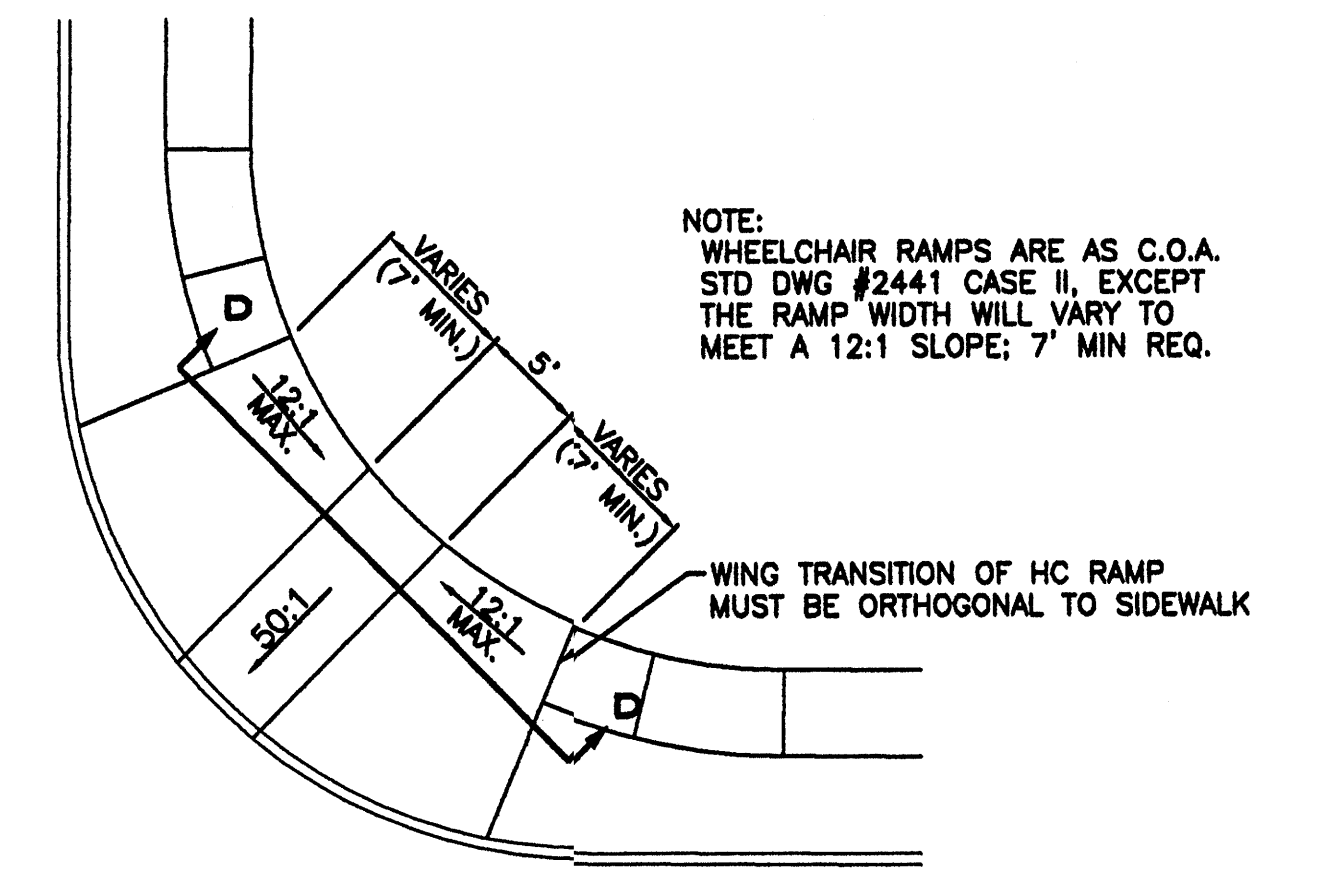 NOTE:
WHEELCHAIR RAMPS ARE AS C.O.A.
STD DWG #2441 CASE II, EXCEPT
THE RAMP WIDTH WILL VARY TO
MEET A 12:1 SLOPE; 7' MIN REQ.
VARIES
(7' MIN.)
5'
VARIES
(7' MIN.)
D
12:1
MAX.
50:1
12:1
MAX.
WING TRANSITION OF HC RAMP
MUST BE ORTHOGONAL TO SIDEWALK
D